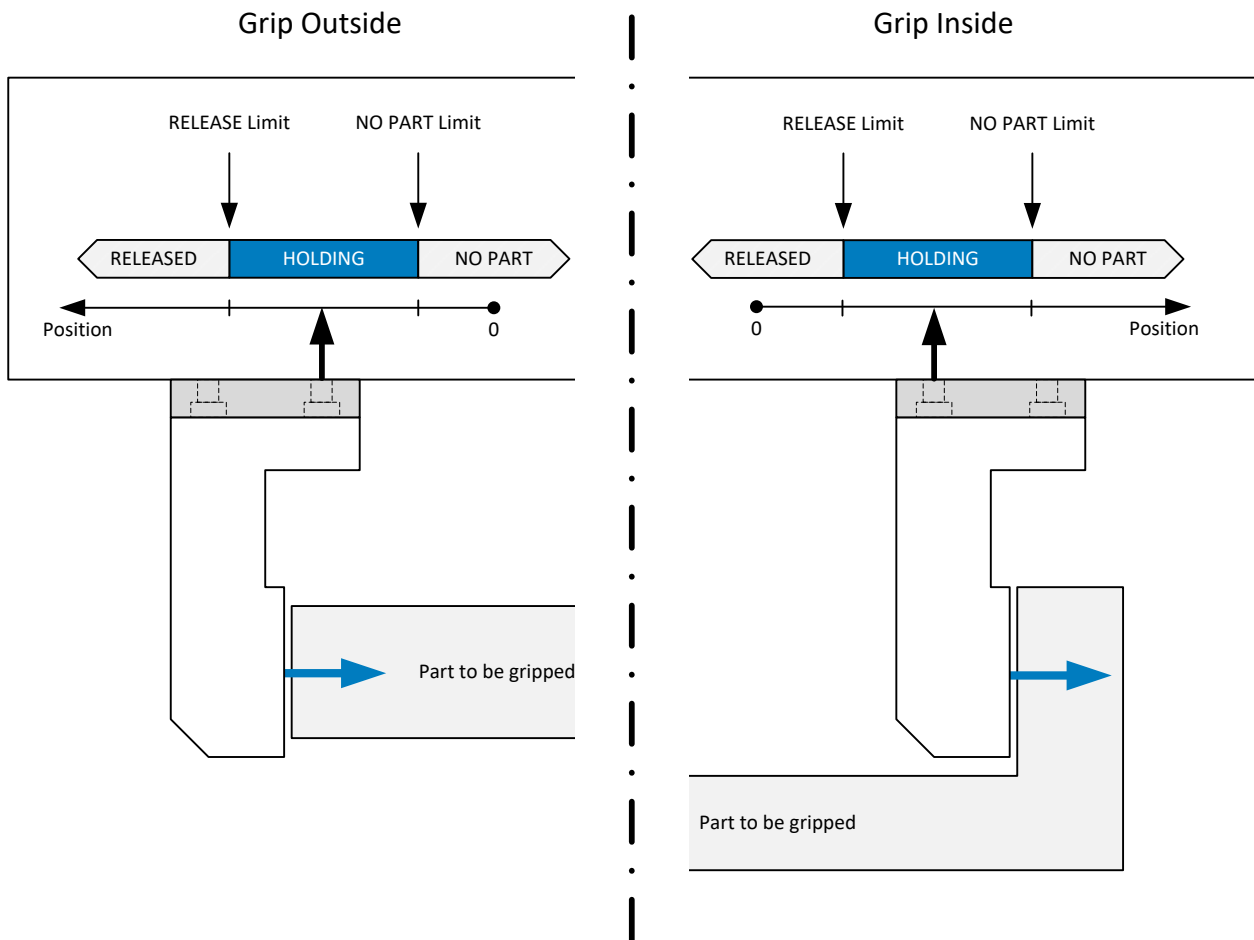 Grip Outside
RELEASE Limit
NO PART Limit
RELEASED
HOLDING
NO PART
Position
0
Part to be gripped
Grip Inside
RELEASE Limit
NO PART Limit
RELEASED
HOLDING
NO PART
0
Position
Part to be gripped